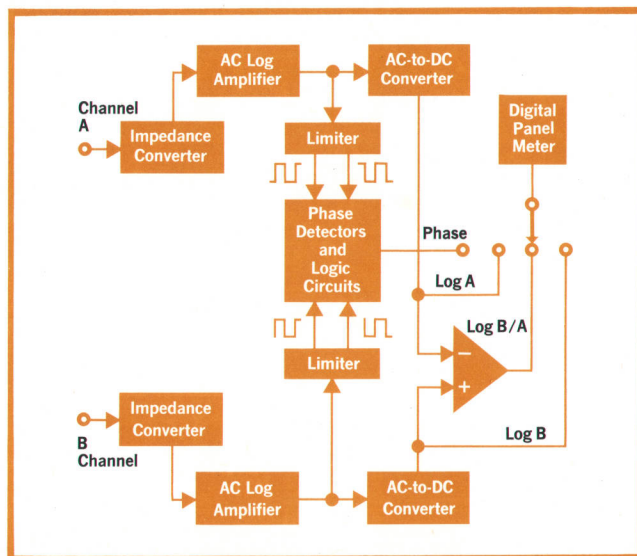 AC Log
Amplifier
AC-to-DC
Converter
Channel
A
Impedance
Converter
Digital
Panel
Meter
Limiter
Phase
Detectors
and
Logic
Circuits
Phase
Log A
Log B/A
−
+
Limiter
Impedance
Converter
B
Channel
Log B
AC Log
Amplifier
AC-to-DC
Converter